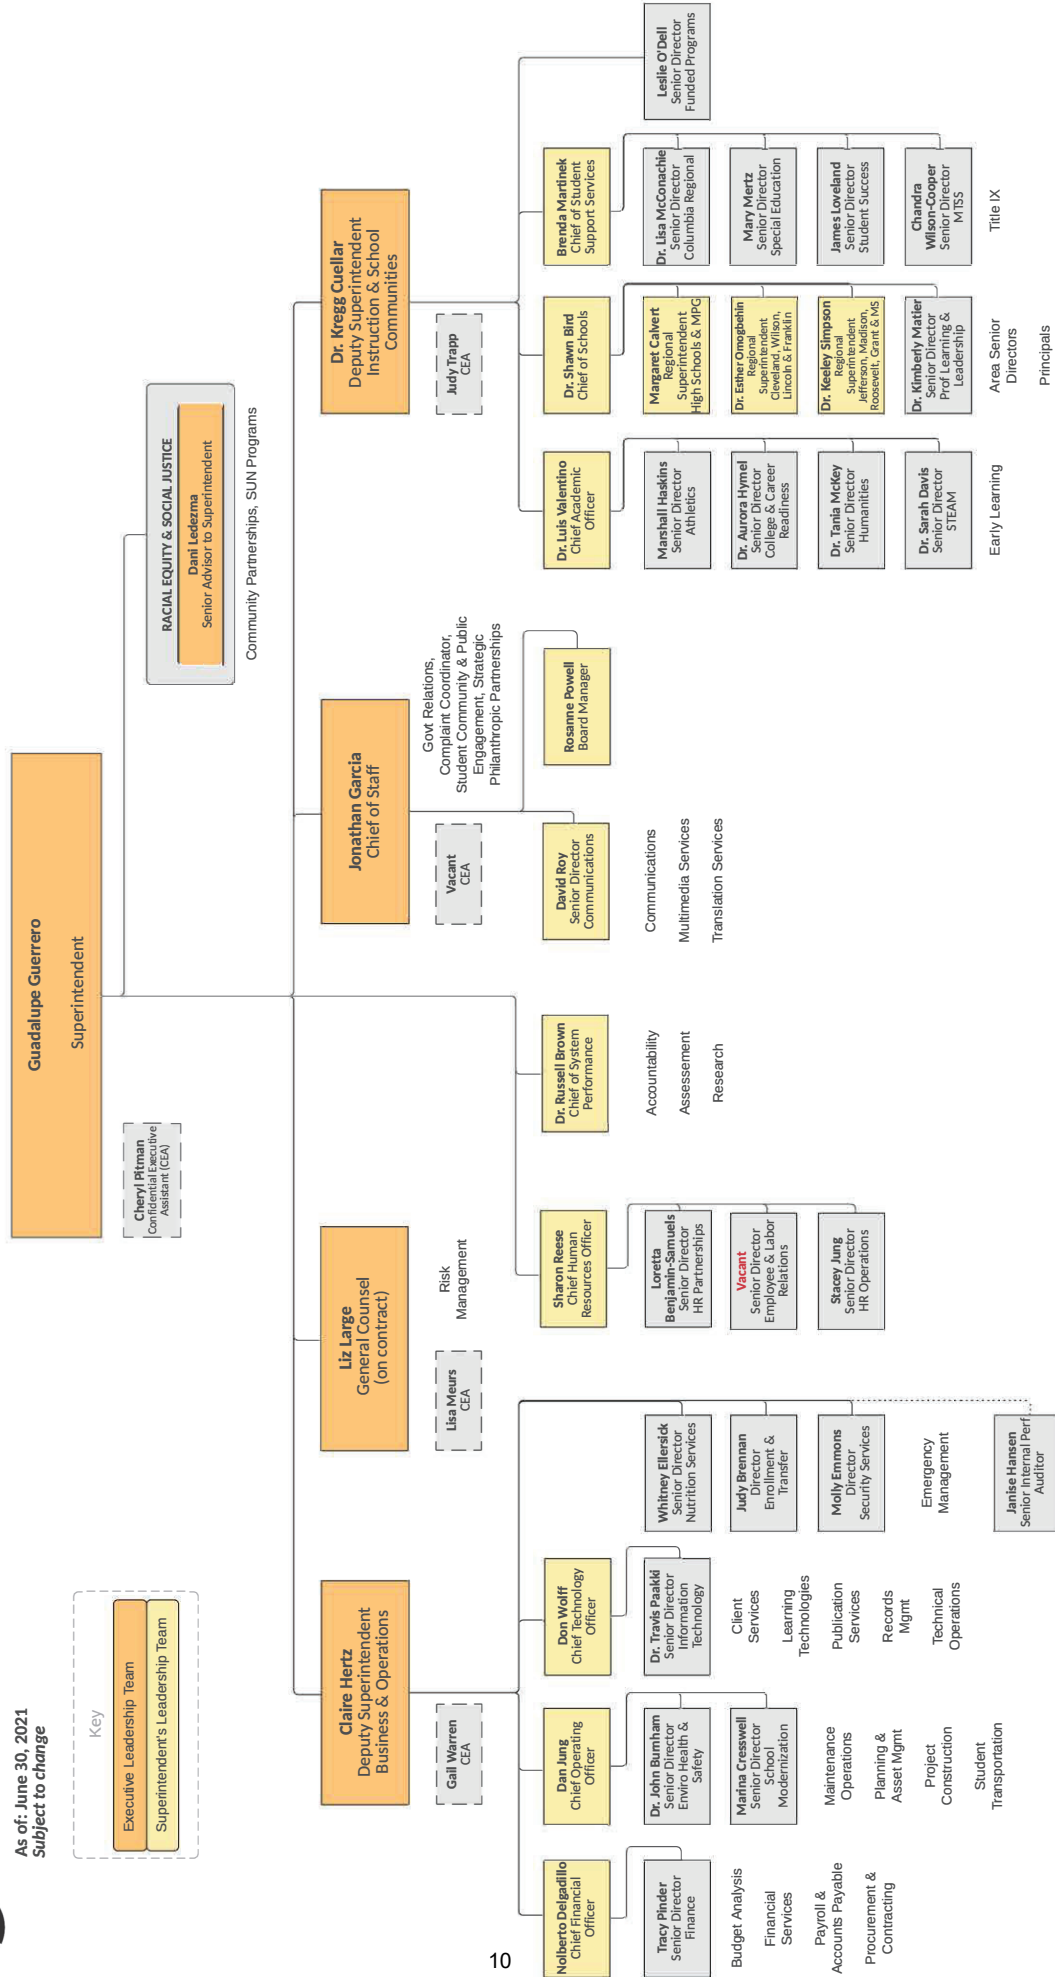 As of: June 30, 2021
Subject to change
Key
Executive Leadership Team
Superintendent's Leadership Team
Guadalupe Guerrero
Superintendent
Cheryl Pitman
Confidential Executive
Assistant (CEA)
RACIAL EQUITY & SOCIAL JUSTICE
Dani Ledezma
Senior Advisor to Superintendent
Community Partnerships, SUN Programs
Claire Hertz
Deputy Superintendent
Business & Operations
Gail Warren
CEA
Liz Large
General Counsel
(on contract)
Lisa Meurs
CEA
Risk
Management
Jonathan Garcia
Chief of Staff
Vacant
CEA
Govt Relations,
Complaint Coordinator,
Student Community & Public
Engagement, Strategic
Philanthropic Partnerships
Dr. Kregg Cuellar
Deputy Superintendent
Instruction & School
Communities
Judy Trapp
CEA
Nolberto Delgadillo
Chief Financial
Officer
Tracy Pinder
Senior Director
Finance
Budget Analysis
Financial
Services
Payroll &
Accounts Payable
Procurement &
Contracting
Dan Jung
Chief Operating
Officer
Dr. John Burnham
Senior Director
Enviro Health &
Safety
Marina Cresswell
Senior Director
School
Modernization
Maintenance
Operations
Planning &
Asset Mgmt
Project
Construction
Student
Transportation
Don Wolff
Chief Technology
Officer
Dr. Travis Paakki
Senior Director
Information
Technology
Client
Services
Learning
Technologies
Publication
Services
Records
Mgmt
Technical
Operations
Whitney Ellersick
Senior Director
Nutrition Services
Judy Brennan
Director
Enrollment &
Transfer
Molly Emmons
Director
Security Services
Emergency
Management
Janise Hansen
Senior Internal Perf
Auditor
Sharon Reese
Chief Human
Resources Officer
Loretta
Benjamin-Samuels
Senior Director
HR Partnerships
Vacant
Senior Director
Employee & Labor
Relations
Stacey Jung
Senior Director
HR Operations
Dr. Russell Brown
Chief of System
Performance
Accountability
Assessement
Research
David Roy
Senior Director
Communications
Communications
Multimedia Services
Translation Services
Rosanne Powell
Board Manager
Dr. Luis Valentino
Chief Academic
Officer
Marshall Haskins
Senior Director
Athletics
Dr. Aurora Hymel
Senior Director
College & Career
Readiness
Dr. Tania McKey
Senior Director
Humanities
Dr. Sarah Davis
Senior Director
STEAM
Early Learning
Dr. Shawn Bird
Chief of Schools
Margaret Calvert
Regional
Superintendent
High Schools & MPG
Dr. Esther Omogbehin
Regional
Superintendent
Cleveland, Wilson,
Lincoln & Franklin
Dr. Keeley Simpson
Regional
Superintendent
Jefferson, Madison,
Roosevelt, Grant & MS
Dr. Kimberly Matier
Senior Director
Prof Learning &
Leadership
Area Senior
Directors
Principals
Brenda Martinek
Chief of Student
Support Services
Dr. Lisa McConachie
Senior Director
Columbia Regional
Mary Mertz
Senior Director
Special Education
James Loveland
Senior Director
Student Success
Chandra
Wilson-Cooper
Senior Director
MTSS
Title IX
Leslie O'Dell
Senior Director
Funded Programs
10